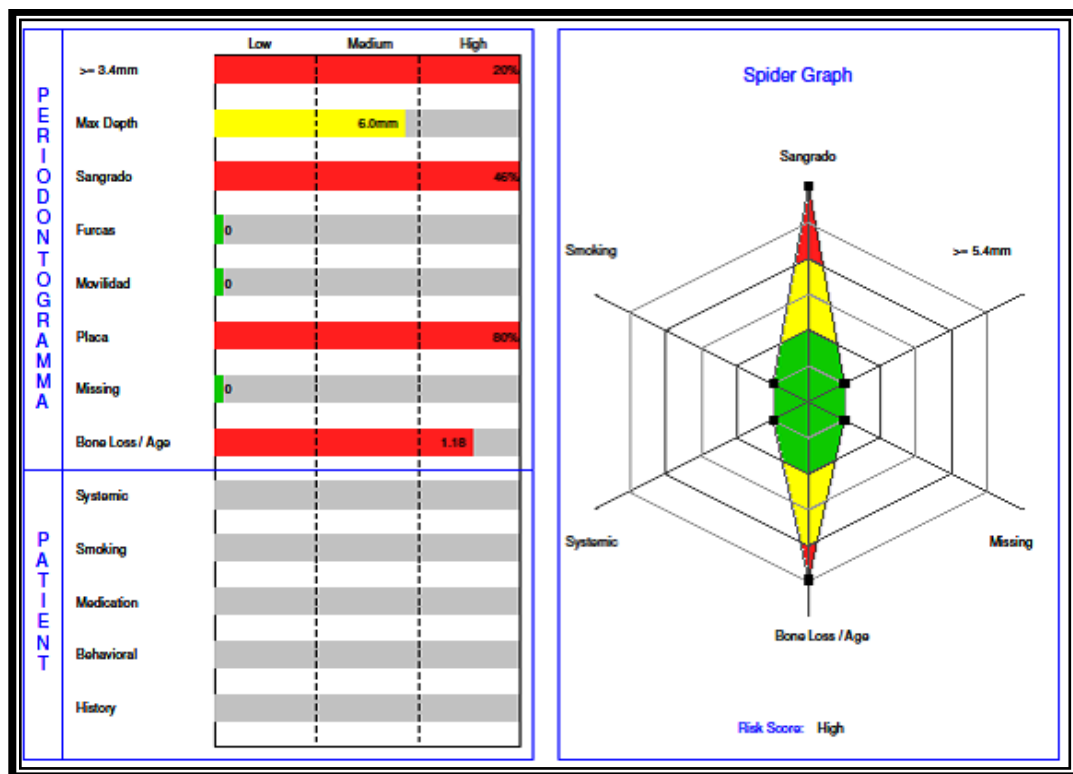 Low Medium High
PERIODONTOGRAMMA
>= 3.4mm 20%
Max Depth 6.0mm
Sangrado 46%
Furcas 0
Movilidad 0
Placa 80%
Missing 0
Bone Loss / Age 1.18
PATIENT
Systemic
Smoking
Medication
Behavioral
History
Spider Graph
Sangrado
Smoking >= 5.4mm
Systemic Missing
Bone Loss / Age
Risk Score: High